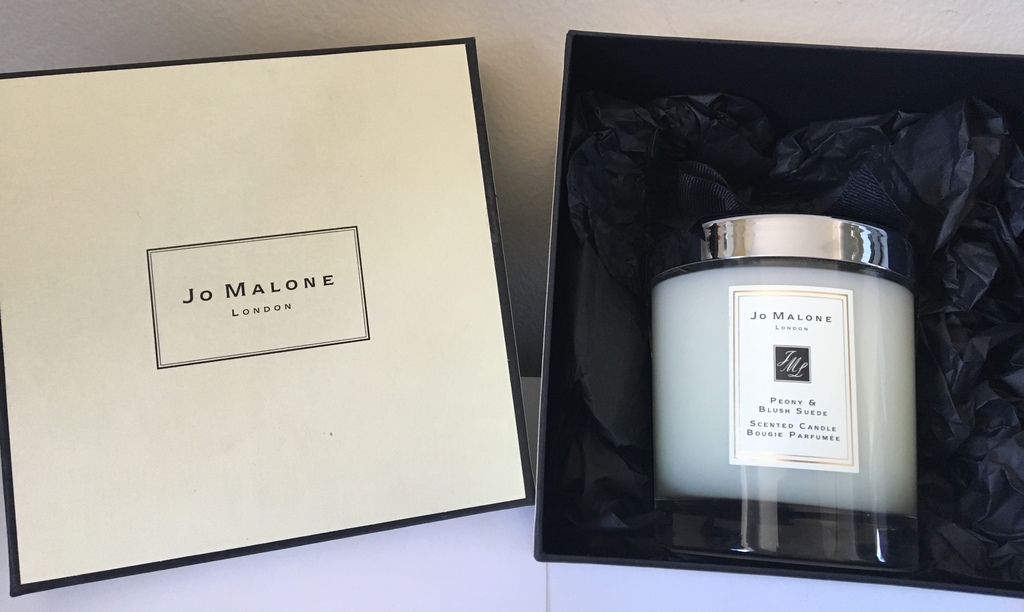 Jo Malone
London
Jo Malone
London
JML
Peony &
Blush Suede
Scented Candle
Bougie Parfumée